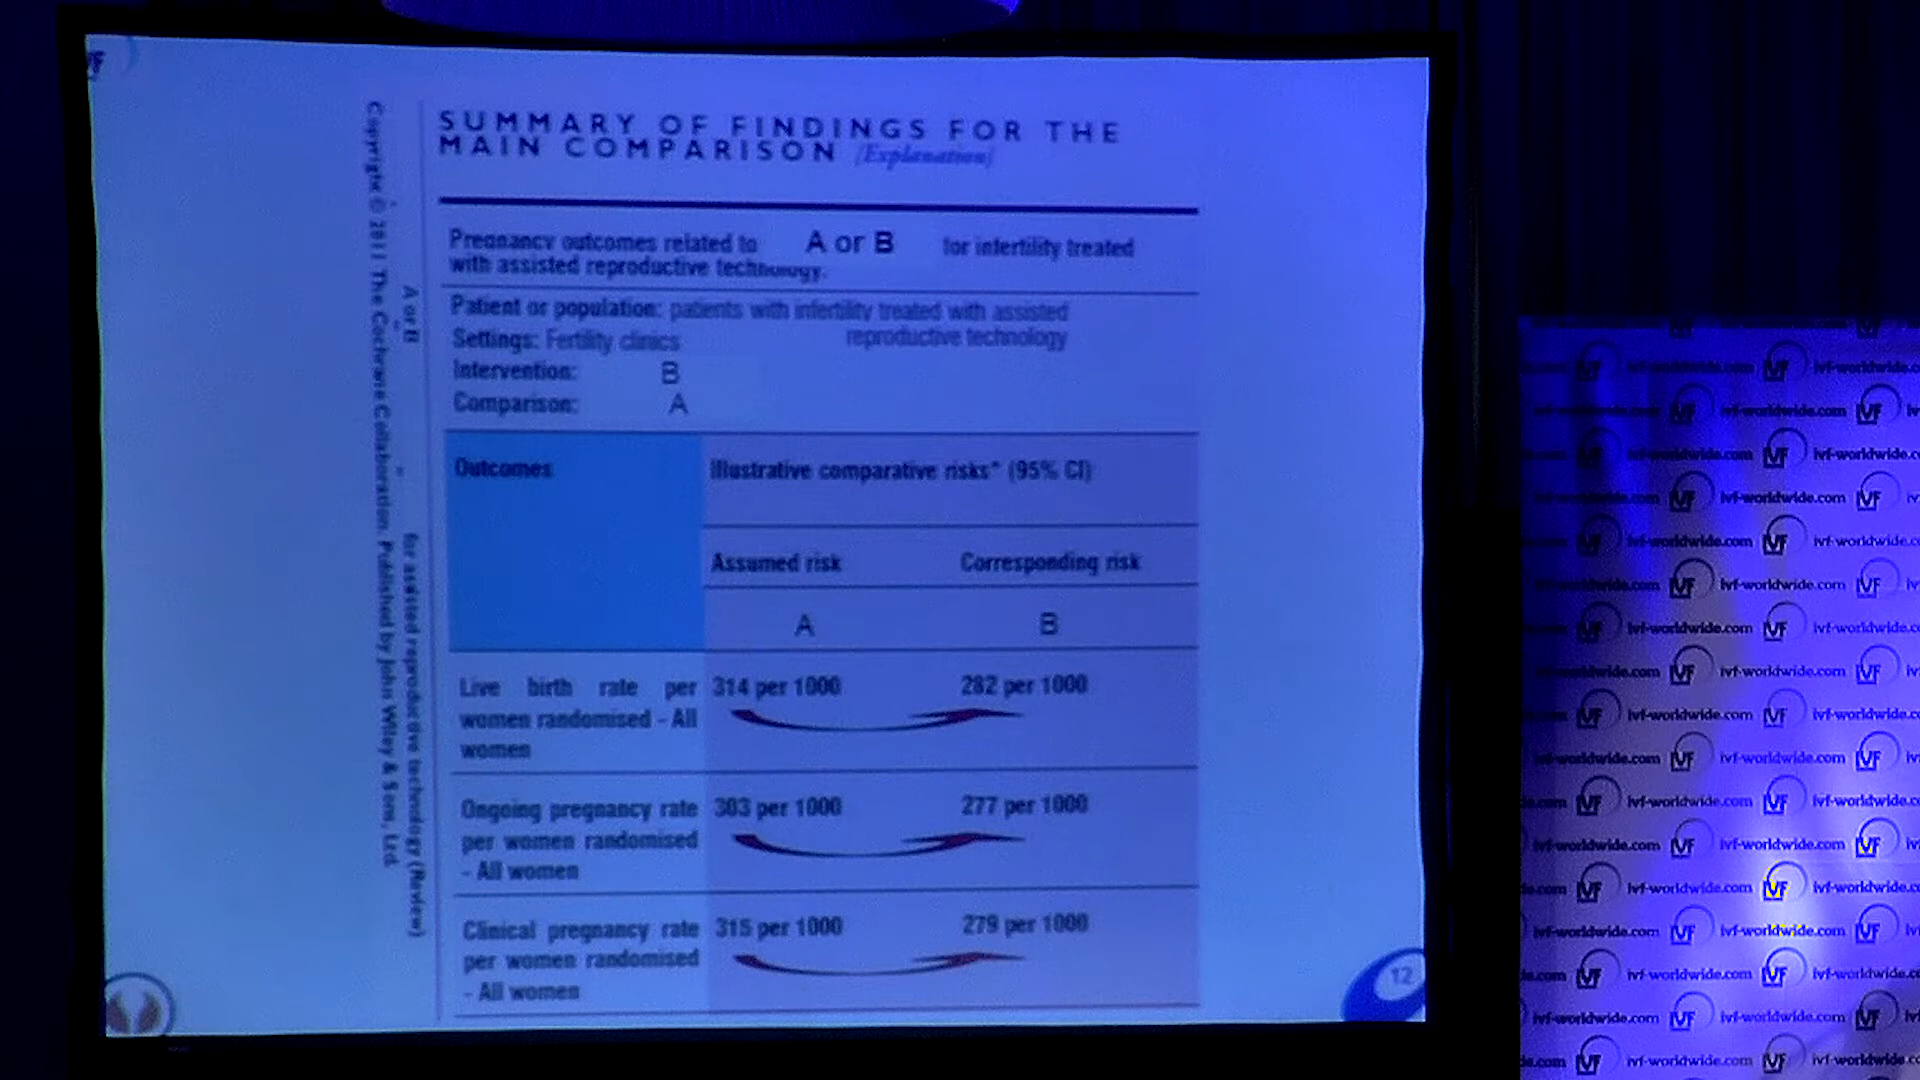 SUMMARY OF FINDINGS FOR THE
MAIN COMPARISON (Explanation)
Pregnancy outcomes related to A or B for infertility treated
with assisted reproductive technology.
Patient or population: patients with infertility treated with assisted
reproductive technology
Settings: Fertility clinics
Intervention: B
Comparison: A
Outcomes
Illustrative comparative risks* (95% CI)
Assumed risk
Corresponding risk
A
B
Live birth rate per
women randomised - All
women
314 per 1000
282 per 1000
Ongoing pregnancy rate
per women randomised
- All women
303 per 1000
277 per 1000
Clinical pregnancy rate
per women randomised
- All women
315 per 1000
279 per 1000
A or B for assisted reproductive technology (Review)
Copyright © 2011 The Cochrane Collaboration. Published by John Wiley & Sons, Ltd.
12
IVF ivf-worldwide.com